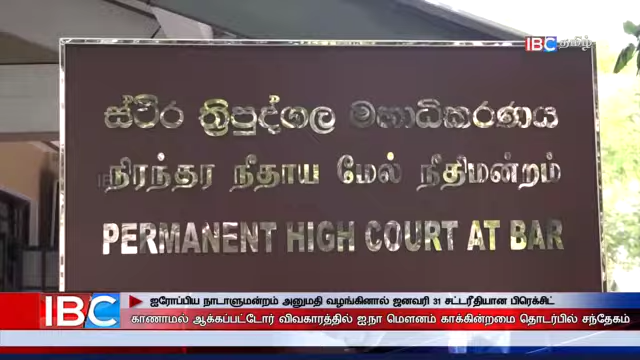 IBC தமிழ்
ස්ථිර ත්‍රිපුද්ගල මහාධිකරණය
நிரந்தர நீதாய மேல் நீதிமன்றம்
PERMANENT HIGH COURT AT BAR
ஐரோப்பிய நாடாளுமன்றம் அனுமதி வழங்கினால் ஜனவரி 31 சட்டரீதியான பிரெக்சிட்
IBC காணாமல் ஆக்கப்பட்டோர் விவகாரத்தில் ஐ.நா மௌனம் காக்கின்றமை தொடர்பில் சந்தேகம்